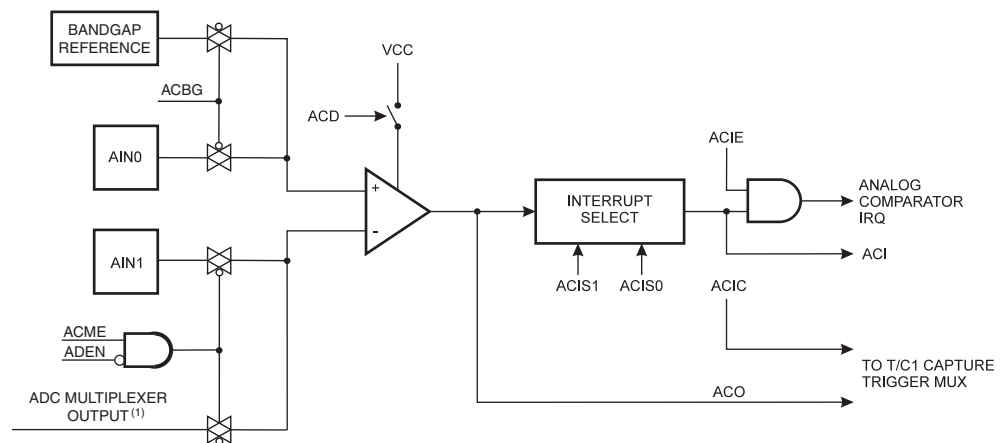 BANDGAP
REFERENCE
VCC
ACBG
ACD
AIN0
ACIE
+
INTERRUPT
SELECT
ANALOG
COMPARATOR
IRQ
-
AIN1
ACI
ACIS1
ACIS0
ACIC
ACME
ADEN
TO T/C1 CAPTURE
TRIGGER MUX
ADC MULTIPLEXER
OUTPUT (1)
ACO